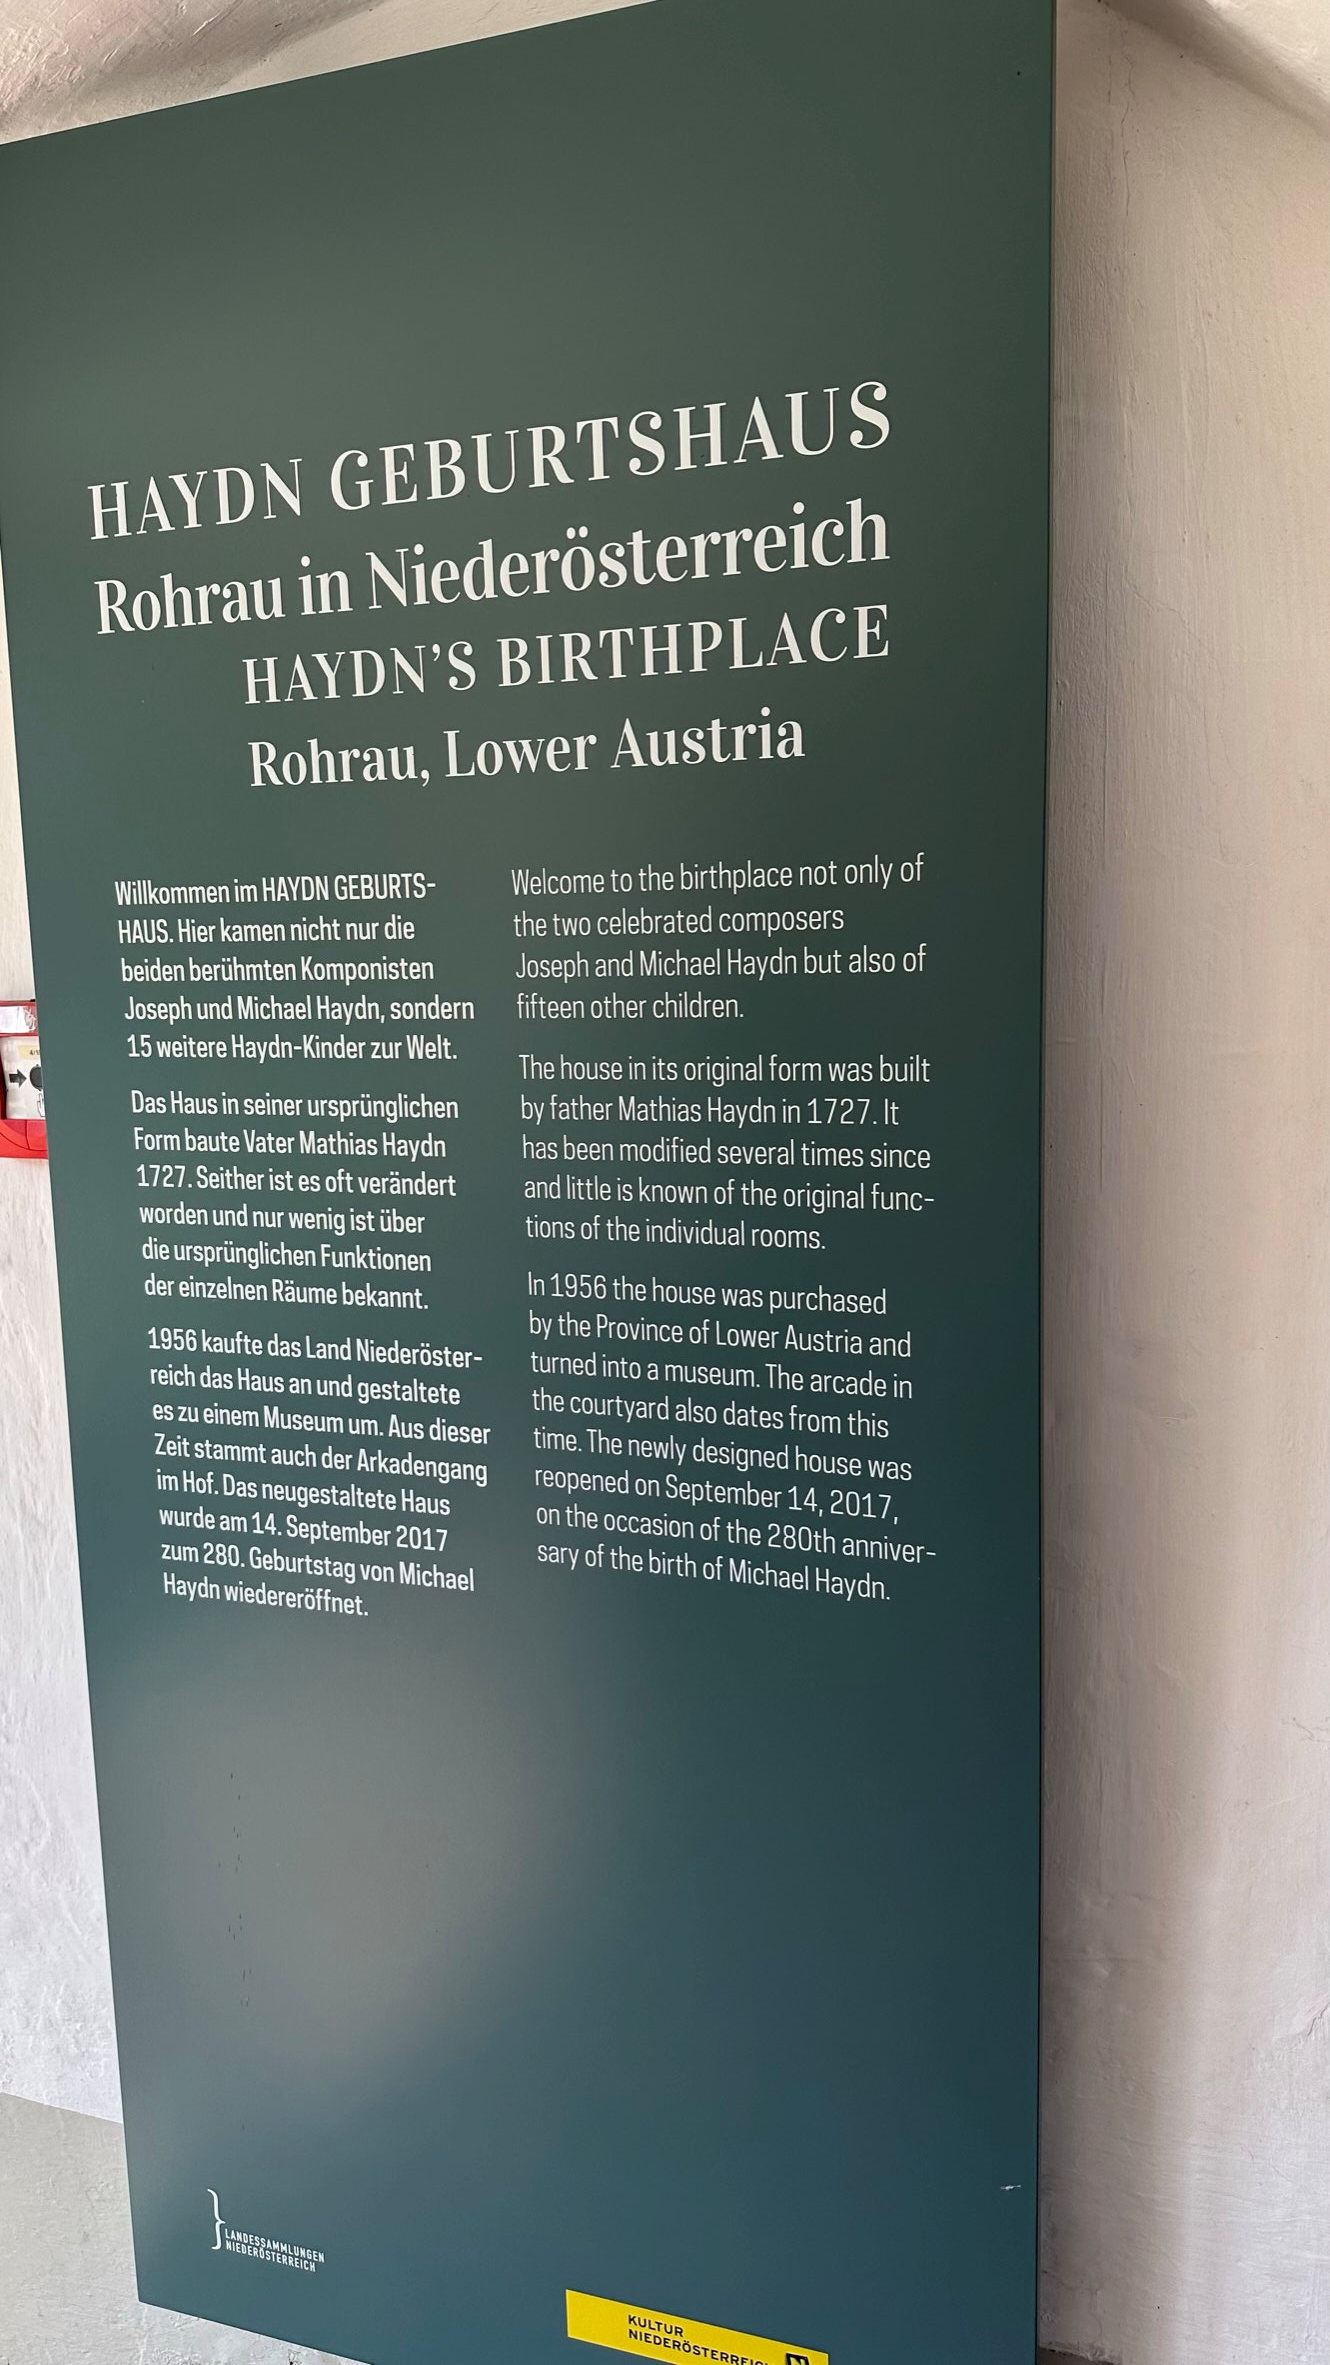 HAYDN GEBURTSHAUS
Rohrau in Niederösterreich
HAYDN'S BIRTHPLACE
Rohrau, Lower Austria
Willkommen im HAYDN GEBURTS-
HAUS. Hier kamen nicht nur die
beiden berühmten Komponisten
Joseph und Michael Haydn, sondern
15 weitere Haydn-Kinder zur Welt.
Das Haus in seiner ursprünglichen
Form baute Vater Mathias Haydn
1727. Seither ist es oft verändert
worden und nur wenig ist über
die ursprünglichen Funktionen
der einzelnen Räume bekannt.
1956 kaufte das Land Niederöster-
reich das Haus an und gestaltete
es zu einem Museum um. Aus dieser
Zeit stammt auch der Arkadengang
im Hof. Das neugestaltete Haus
wurde am 14. September 2017
zum 280. Geburtstag von Michael
Haydn wiedereröffnet.
Welcome to the birthplace not only of
the two celebrated composers
Joseph and Michael Haydn but also of
fifteen other children.
The house in its original form was built
by father Mathias Haydn in 1727. It
has been modified several times since
and little is known of the original func-
tions of the individual rooms.
In 1956 the house was purchased
by the Province of Lower Austria and
turned into a museum. The arcade in
the courtyard also dates from this
time. The newly designed house was
reopened on September 14, 2017,
on the occasion of the 280th anniver-
sary of the birth of Michael Haydn.
LANDESSAMMLUNGEN
NIEDERÖSTERREICH
KULTUR
NIEDERÖSTERREICH